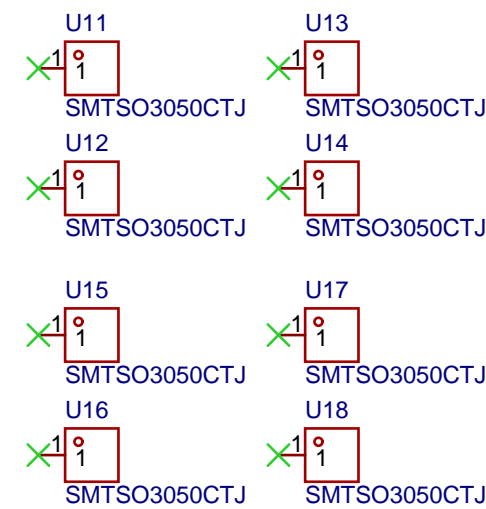 U11 U13
1 1 1 1
SMTSO3050CTJ SMTSO3050CTJ
U12 U14
1 1 1 1
SMTSO3050CTJ SMTSO3050CTJ
U15 U17
1 1 1 1
SMTSO3050CTJ SMTSO3050CTJ
U16 U18
1 1 1 1
SMTSO3050CTJ SMTSO3050CTJ